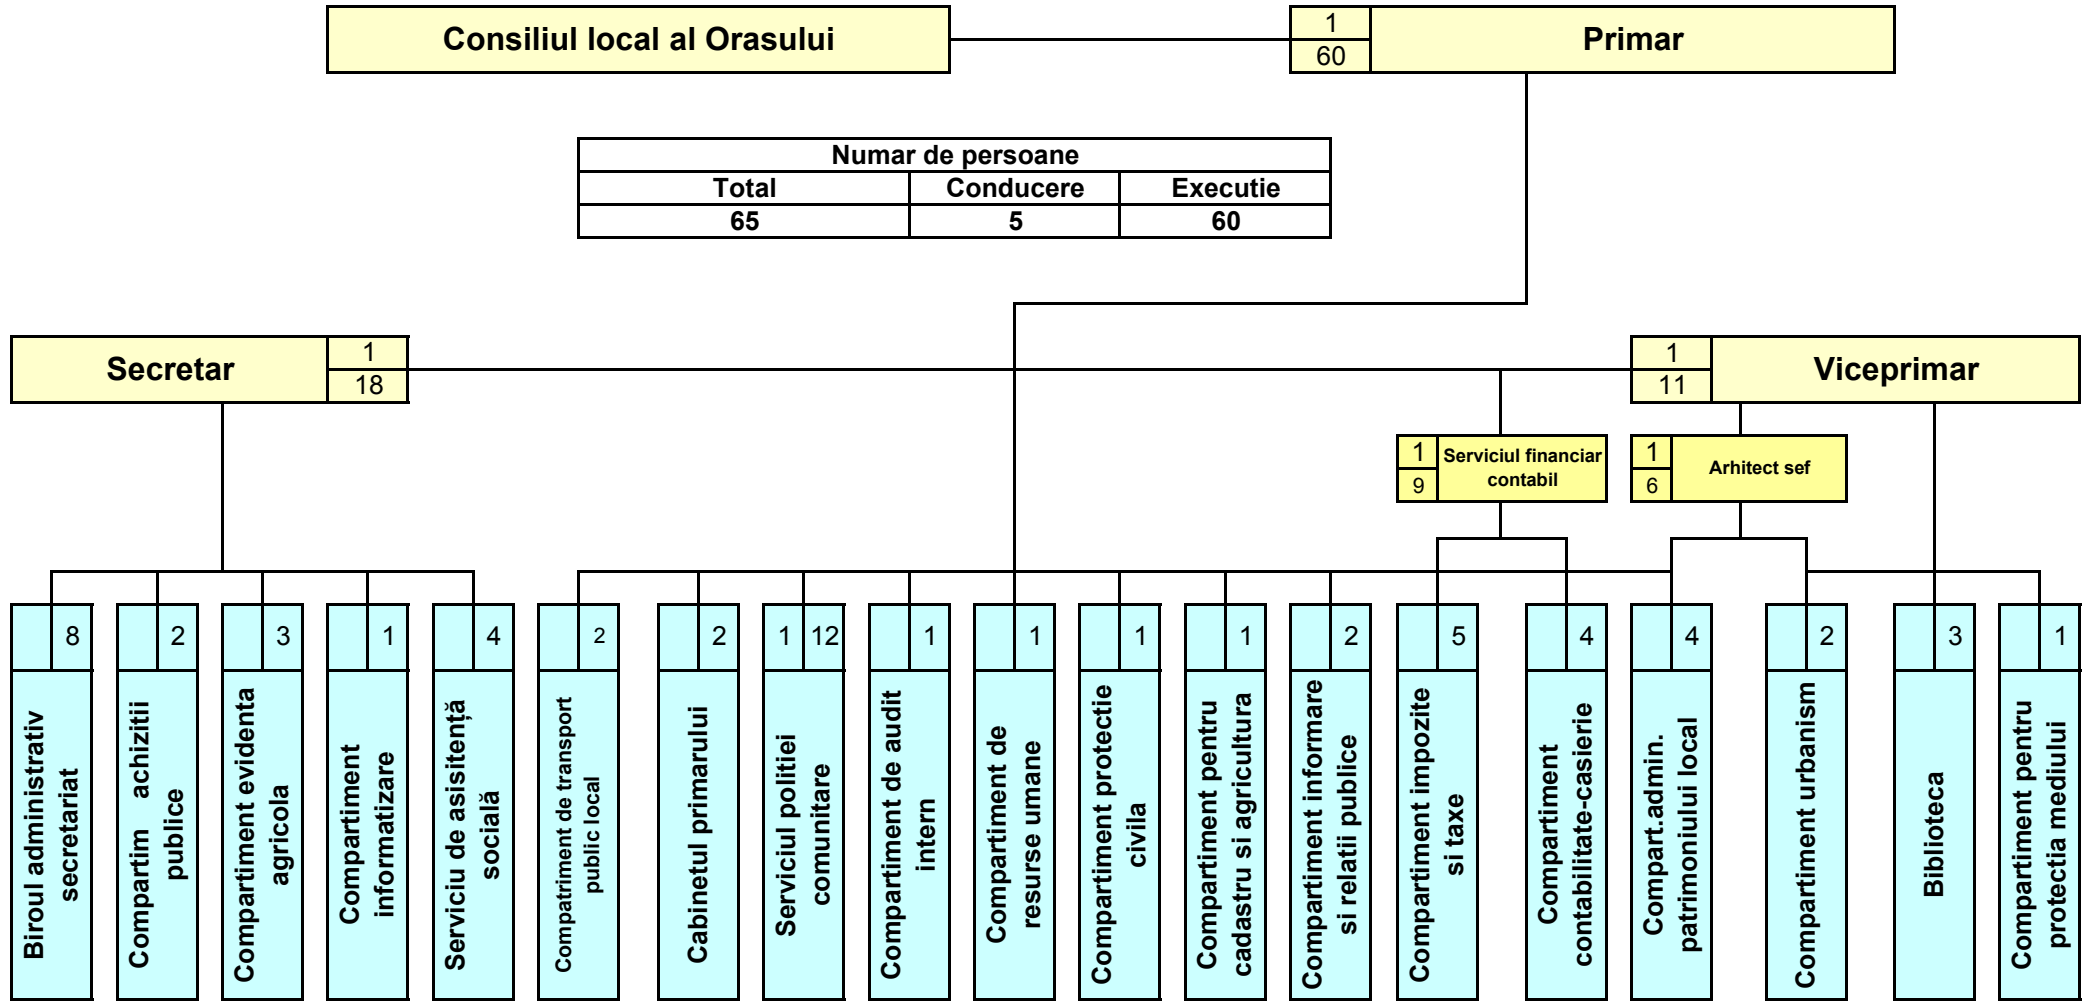 Consiliul local al Orasului
1
60
Primar
Numar de persoane
Total Conducere Executie
65 5 60
Secretar
1
18
1
11
Viceprimar
1
9
Serviciul financiar
contabil
1
6
Arhitect sef
8
Biroul administrativ
secretariat
2
Compartim achizitii
publice
3
Compartiment evidenta
agricola
1
Compartiment
informatizare
4
Serviciu de asisitență
socială
2
Compatriment de transport
public local
2
Cabinetul primarului
1 12
Serviciul politiei
comunitare
1
Compartiment de audit
intern
1
Compartiment de
resurse umane
1
Compartiment protectie
civila
1
Compartiment pentru
cadastru si agricultura
2
Compartiment informare
si relatii publice
5
Compartiment impozite
si taxe
4
Compartiment
contabilitate-casierie
4
Compart.admin.
patrimoniului local
2
Compartiment urbanism
3
Biblioteca
1
Compartiment pentru
protectia mediului